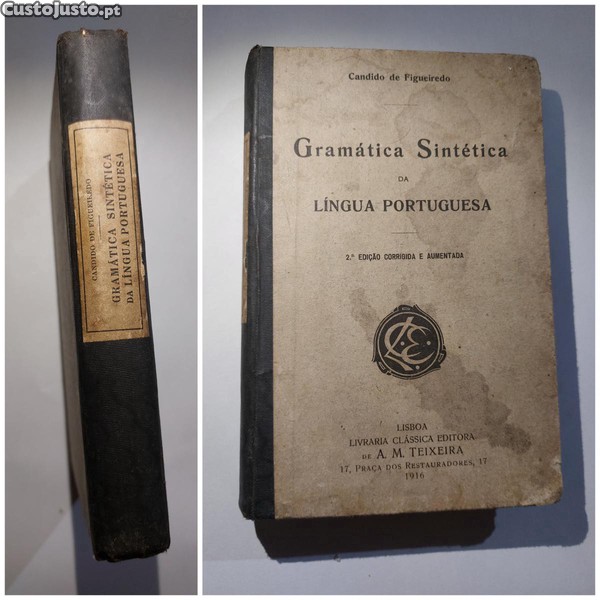 CustoJusto.pt
CANDIDO DE FIGUEIREDO
GRAMÁTICA SINTÉTICA
DA LÍNGUA PORTUGUESA
Candido de Figueiredo
Gramática Sintética
DA
LÍNGUA PORTUGUESA
2.ª EDIÇÃO CORRIGIDA E AUMENTADA
LCE
LISBOA
LIVRARIA CLÁSSICA EDITORA
DE A. M. TEIXEIRA
17, PRAÇA DOS RESTAURADORES, 17
1916